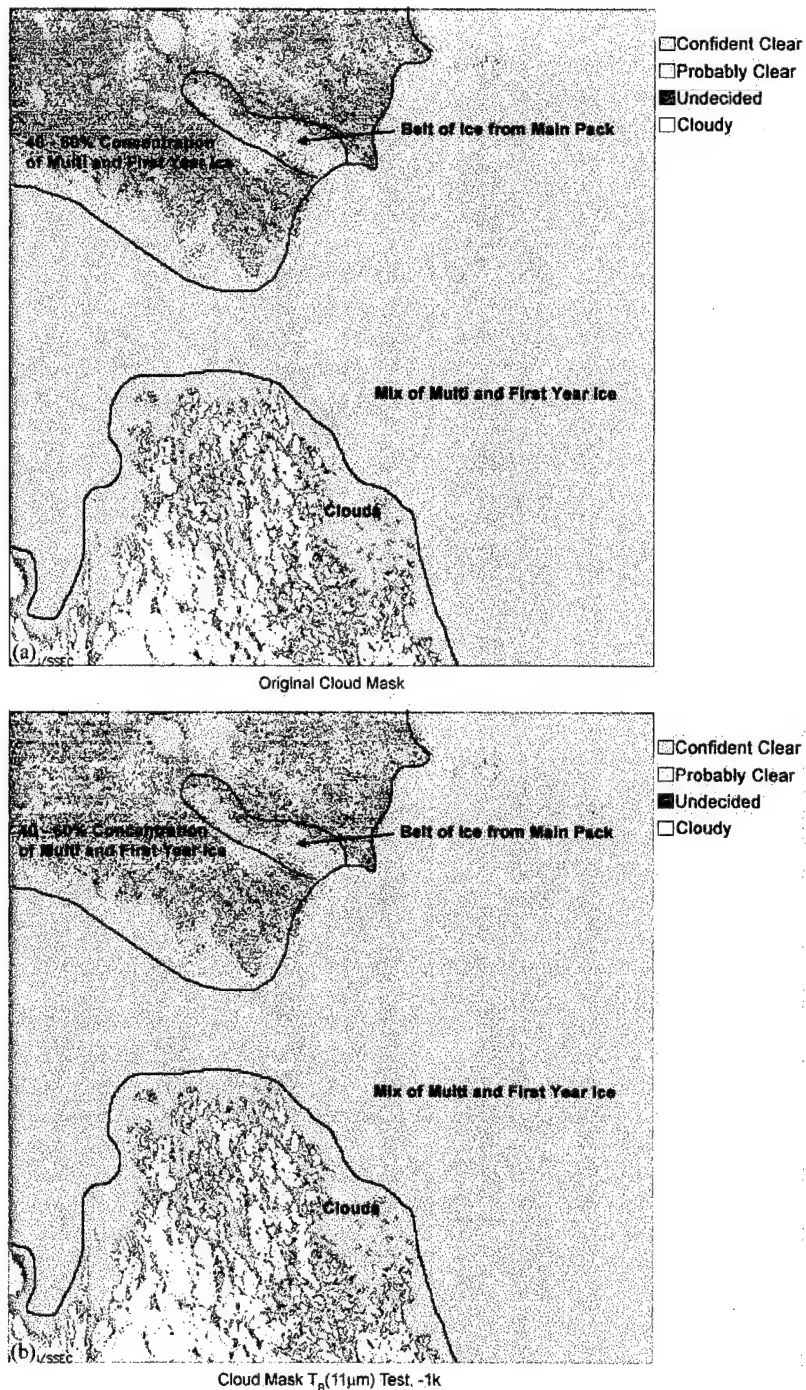 Confident Clear
Probably Clear
Undecided
Cloudy
Belt of Ice from Main Pack
40 - 60% Concentration
of Multi and First Year Ice
Mix of Multi and First Year Ice
Clouds
(a) /SSEC
Original Cloud Mask
Confident Clear
Probably Clear
Undecided
Cloudy
Belt of Ice from Main Pack
40 - 60% Concentration
of Multi and First Year Ice
Mix of Multi and First Year Ice
Clouds
(b) /SSEC
Cloud Mask T_B(11µm) Test, -1k